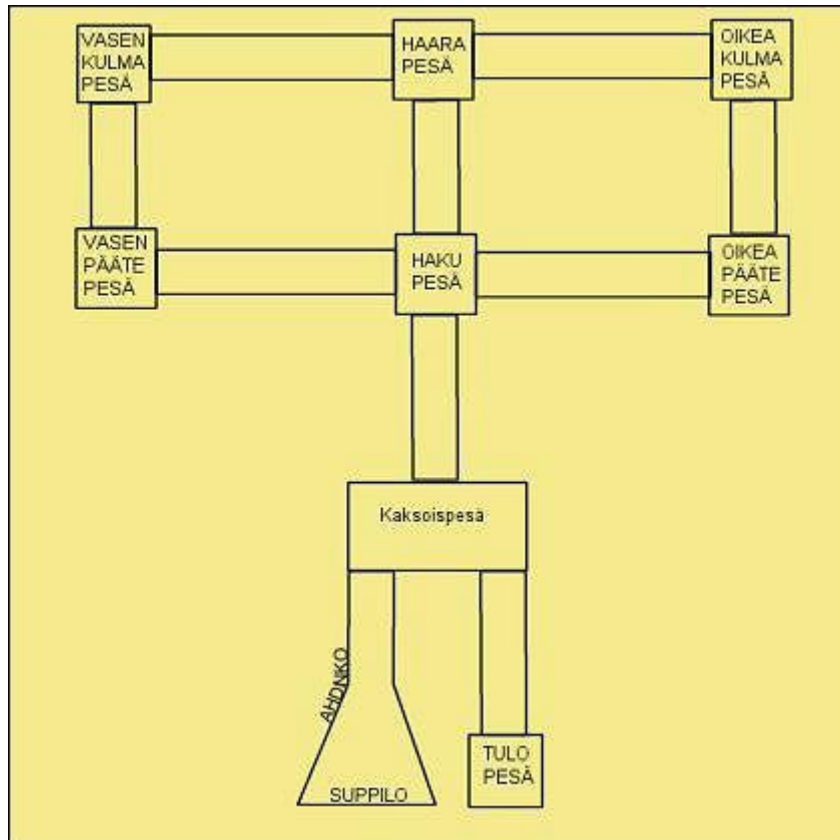 VASEN
KULMA
PESÄ
HAARA
PESÄ
OIKEA
KULMA
PESÄ
VASEN
PÄÄTE
PESÄ
HAKU
PESÄ
OIKEA
PÄÄTE
PESÄ
Kaksoispesä
AHDNKO
SUPPILO
TULO
PESÄ